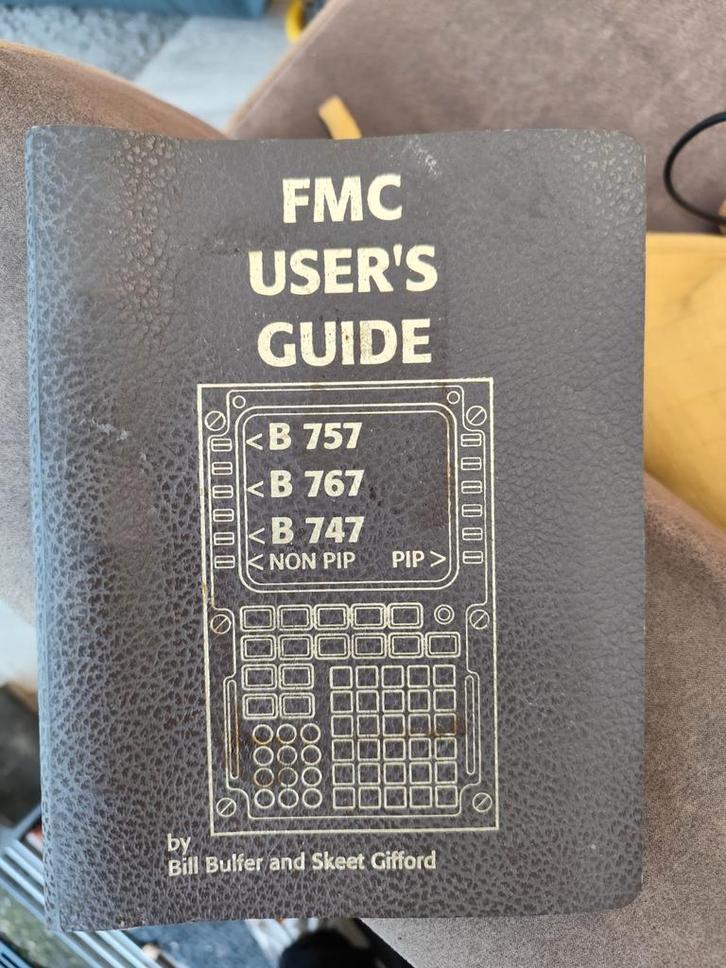 FMC
USER'S
GUIDE
<B 757
<B 767
<B 747
<NON PIP PIP>
by
Bill Bulfer and Skeet Gifford